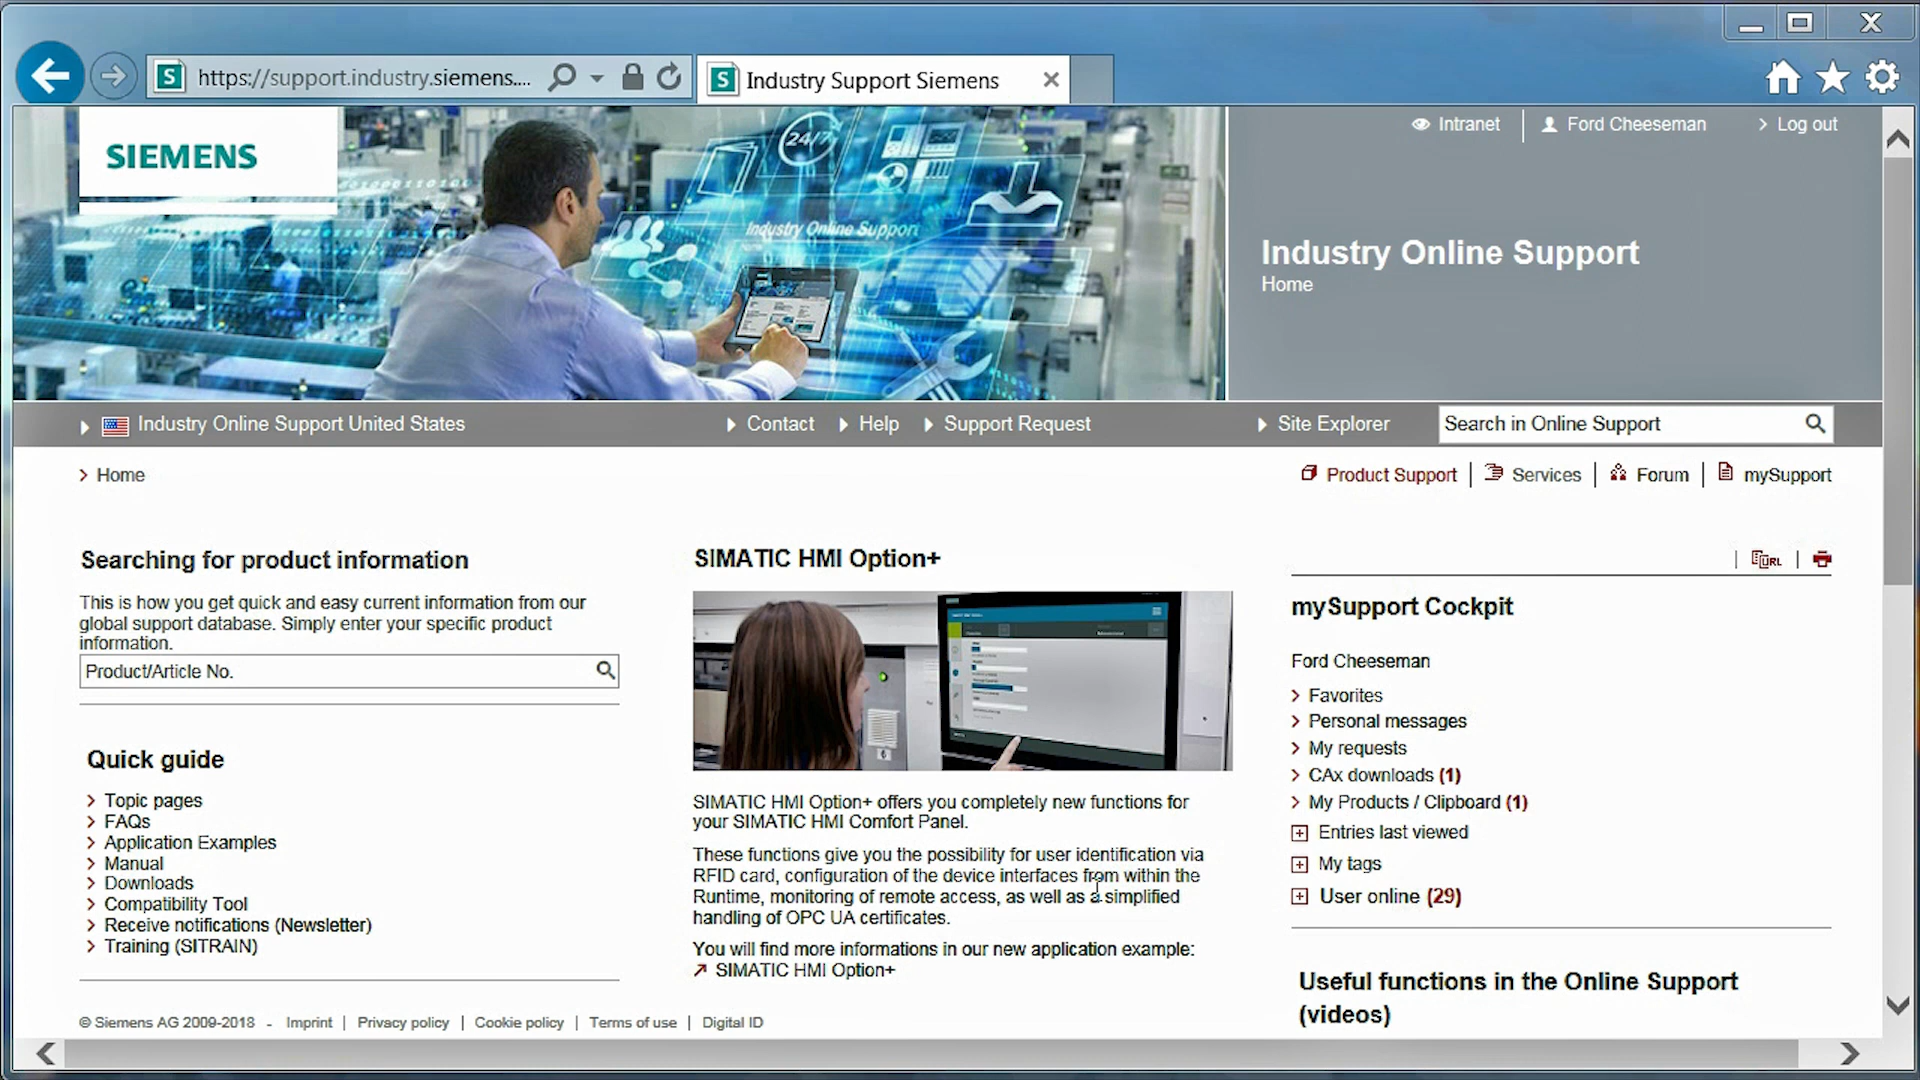 https://support.industry.siemens....
Industry Support Siemens
SIEMENS
24/7
Industry Online Support
Intranet
Ford Cheeseman
Log out
Industry Online Support
Home
Industry Online Support United States
Contact
Help
Support Request
Site Explorer
Search in Online Support
Home
Product Support
Services
Forum
mySupport
Searching for product information
This is how you get quick and easy current information from our
global support database. Simply enter your specific product
information.
Product/Article No.
Quick guide
Topic pages
FAQs
Application Examples
Manual
Downloads
Compatibility Tool
Receive notifications (Newsletter)
Training (SITRAIN)
SIMATIC HMI Option+
SIMATIC HMI Option+ offers you completely new functions for
your SIMATIC HMI Comfort Panel.
These functions give you the possibility for user identification via
RFID card, configuration of the device interfaces from within the
Runtime, monitoring of remote access, as well as a simplified
handling of OPC UA certificates.
You will find more informations in our new application example:
SIMATIC HMI Option+
URL
mySupport Cockpit
Ford Cheeseman
Favorites
Personal messages
My requests
CAx downloads (1)
My Products / Clipboard (1)
Entries last viewed
My tags
User online (29)
Useful functions in the Online Support
(videos)
© Siemens AG 2009-2018 - Imprint | Privacy policy | Cookie policy | Terms of use | Digital ID